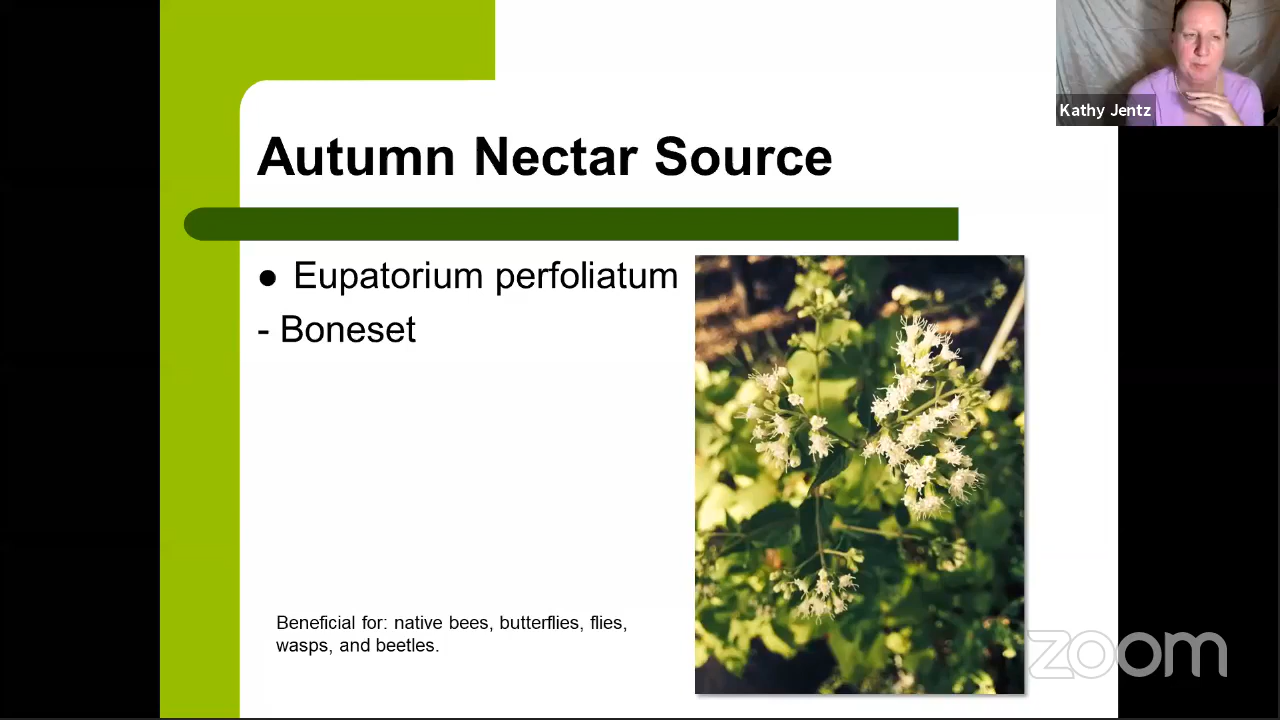 Kathy Jentz
Autumn Nectar Source
● Eupatorium perfoliatum
- Boneset
Beneficial for: native bees, butterflies, flies,
wasps, and beetles.
zoom